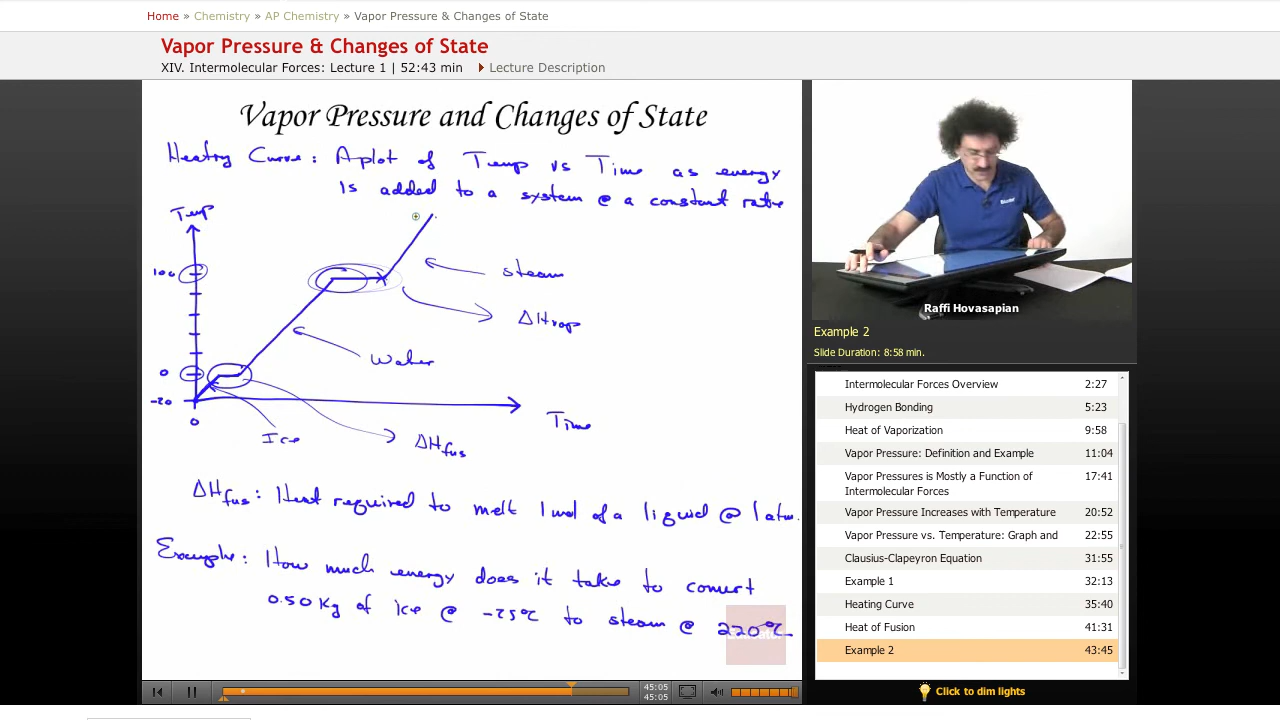 Home » Chemistry » AP Chemistry » Vapor Pressure & Changes of State
Vapor Pressure & Changes of State
XIV. Intermolecular Forces: Lecture 1 | 52:43 min
Lecture Description
Vapor Pressure and Changes of State
Heating Curve: A plot of Temp vs Time as energy
is added to a system @ a constant rate
Temp
100
0
-20
0
steam
ΔHvap
Water
Time
Ice
ΔHfus
ΔHfus: Heat required to melt 1 mol of a liquid @ 1 atm.
Example: How much energy does it take to convert
0.50 Kg of ice @ -25°C to steam @ 220°C
Raffi Hovasapian
Example 2
Slide Duration: 8:58 min.
Intermolecular Forces Overview 2:27
Hydrogen Bonding 5:23
Heat of Vaporization 9:58
Vapor Pressure: Definition and Example 11:04
Vapor Pressures is Mostly a Function of 17:41
Intermolecular Forces
Vapor Pressure Increases with Temperature 20:52
Vapor Pressure vs. Temperature: Graph and 22:55
Clausius-Clapeyron Equation 31:55
Example 1 32:13
Heating Curve 35:40
Heat of Fusion 41:31
Example 2 43:45
45:05
45:05
Click to dim lights